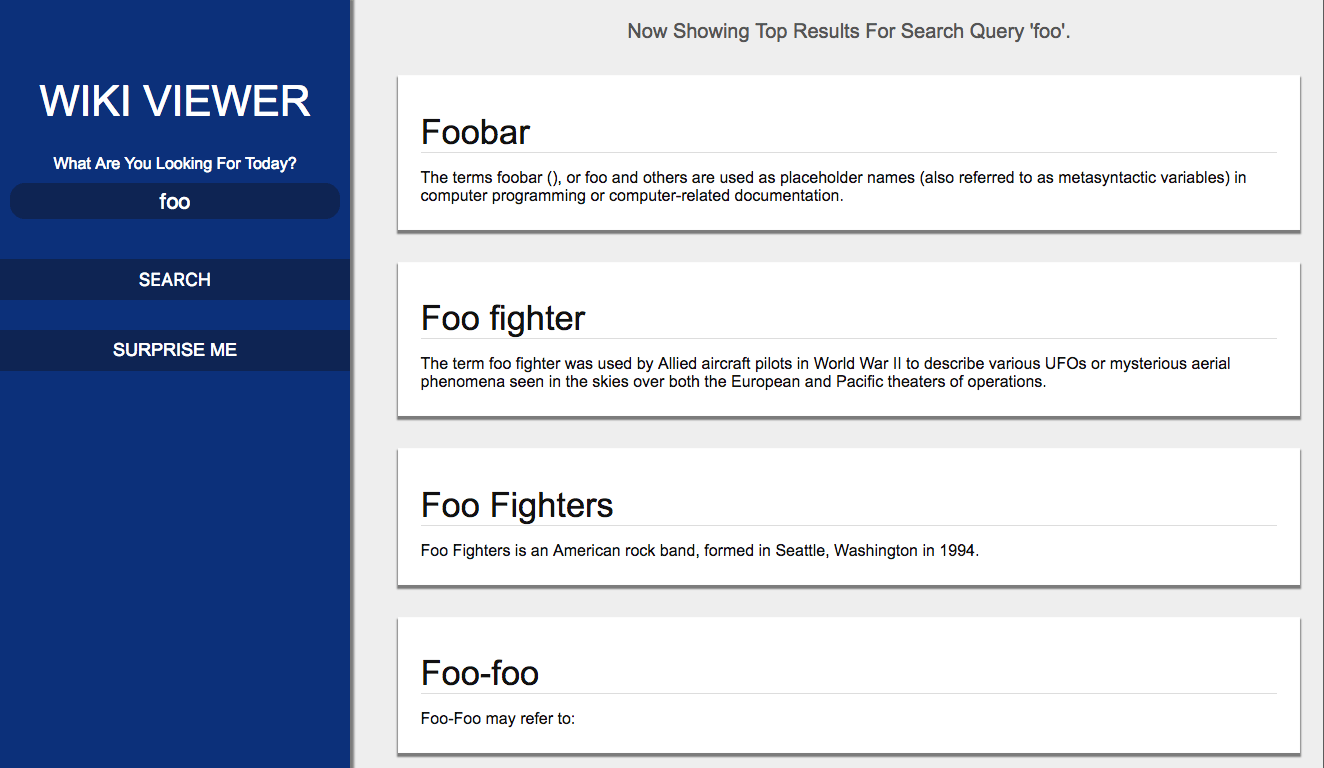 WIKI VIEWER
What Are You Looking For Today?
foo
SEARCH
SURPRISE ME
Now Showing Top Results For Search Query 'foo'.
Foobar
The terms foobar (), or foo and others are used as placeholder names (also referred to as metasyntactic variables) in
computer programming or computer-related documentation.
Foo fighter
The term foo fighter was used by Allied aircraft pilots in World War II to describe various UFOs or mysterious aerial
phenomena seen in the skies over both the European and Pacific theaters of operations.
Foo Fighters
Foo Fighters is an American rock band, formed in Seattle, Washington in 1994.
Foo-foo
Foo-Foo may refer to: